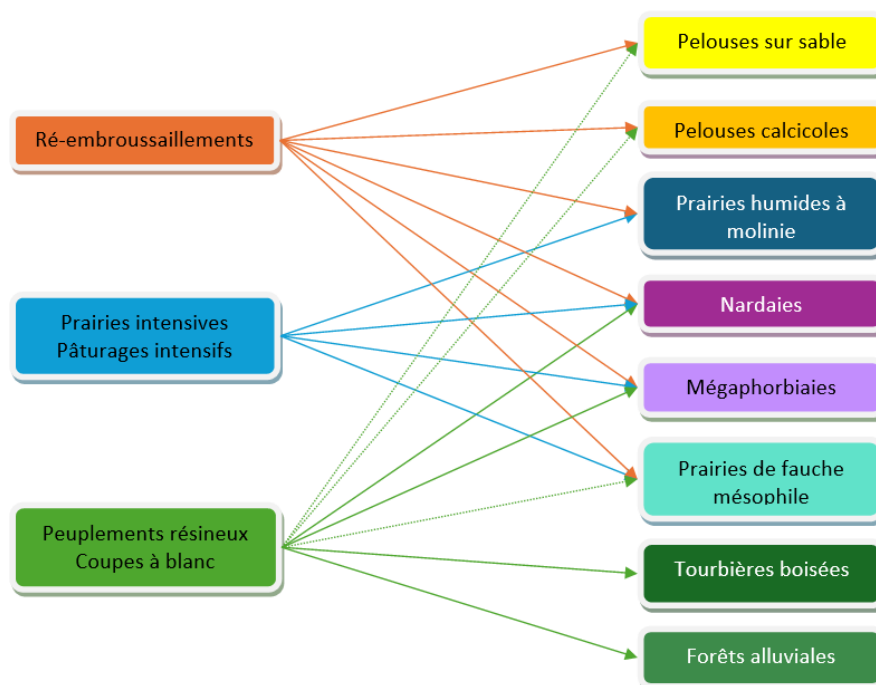 Pelouses sur sable
Ré-embroussaillements
Pelouses calcicoles
Prairies humides à
molinie
Prairies intensives
Pâturages intensifs
Nardaies
Mégaphorbiaies
Prairies de fauche
mésophile
Peuplements résineux
Coupes à blanc
Tourbières boisées
Forêts alluviales